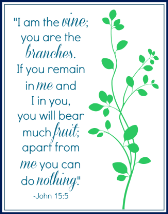 "I am the vine;
you are the
branches.
If you remain
in me and
I in you,
you will bear
much fruit;
apart from
me you can
do nothing."
-John 15:5